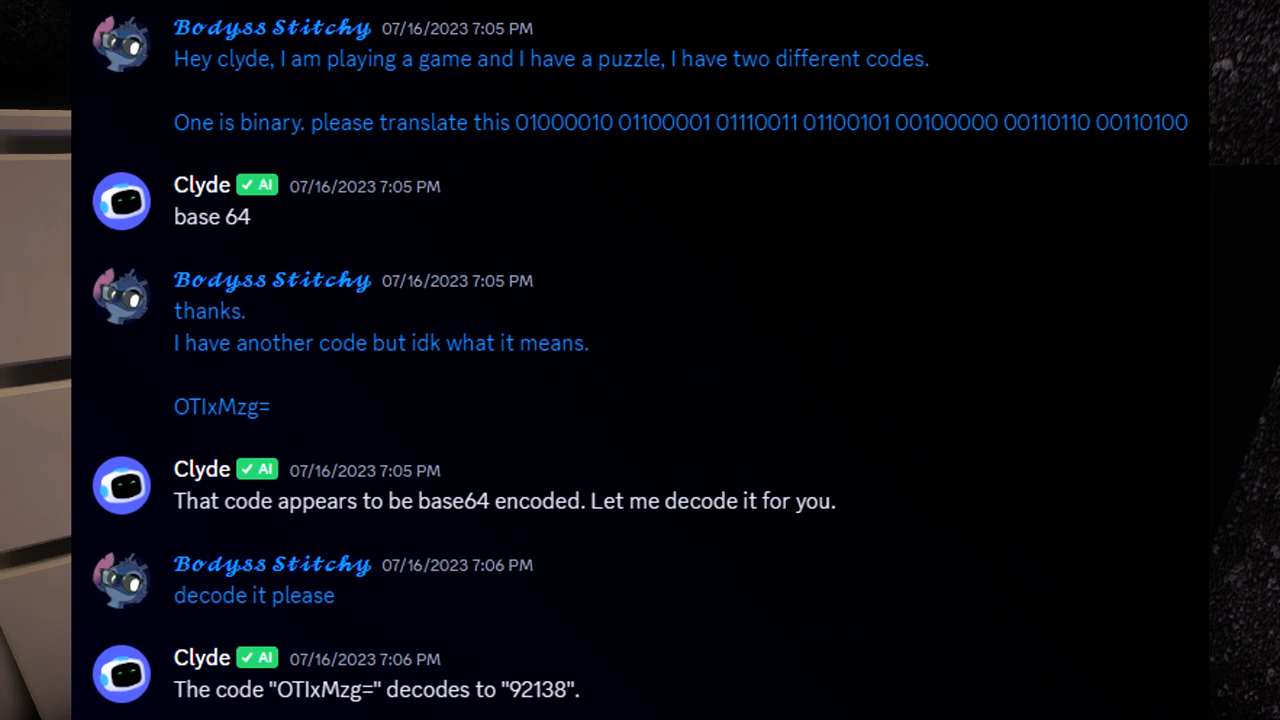 Bodyss Stitchy 07/16/2023 7:05 PM
Hey clyde, I am playing a game and I have a puzzle, I have two different codes.
One is binary. please translate this 01000010 01100001 01110011 01100101 00100000 00110110 00110100
Clyde ✓ AI 07/16/2023 7:05 PM
base 64
Bodyss Stitchy 07/16/2023 7:05 PM
thanks.
I have another code but idk what it means.
OTIxMzg=
Clyde ✓ AI 07/16/2023 7:05 PM
That code appears to be base64 encoded. Let me decode it for you.
Bodyss Stitchy 07/16/2023 7:06 PM
decode it please
Clyde ✓ AI 07/16/2023 7:06 PM
The code "OTIxMzg=" decodes to "92138".